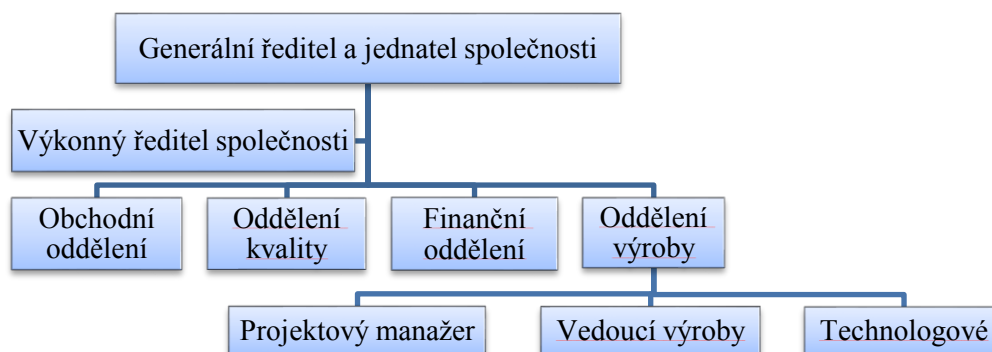 Generální ředitel a jednatel společnosti
Výkonný ředitel společnosti
Obchodní
oddělení
Oddělení
kvality
Finanční
oddělení
Oddělení
výroby
Projektový manažer
Vedoucí výroby
Technologové